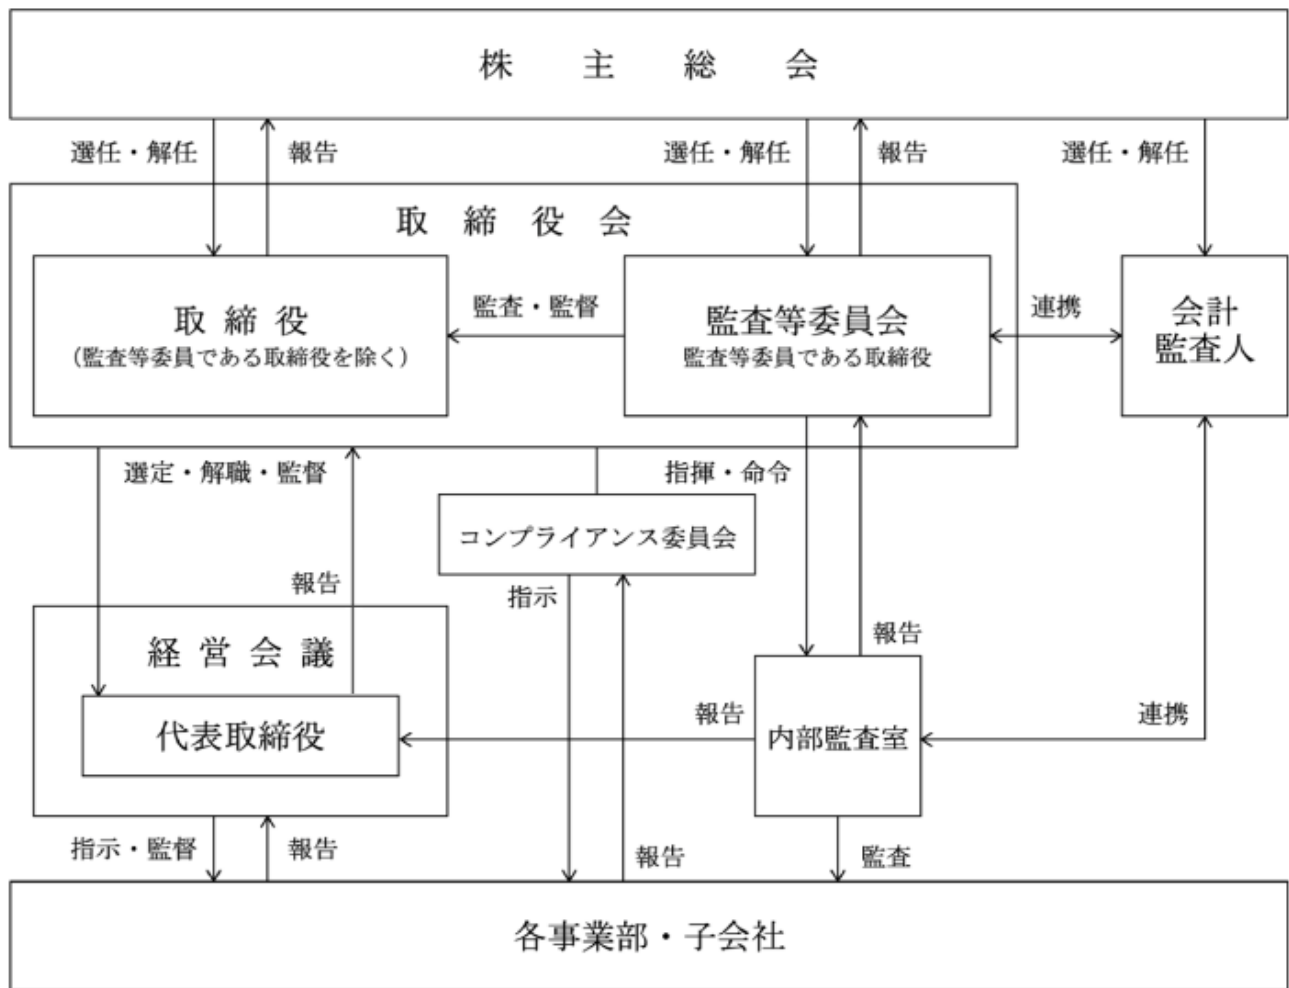 株主総会
選任・解任
報告
選任・解任
報告
選任・解任
取締役会
取締役
（監査等委員である取締役を除く）
監査・監督
監査等委員会
監査等委員である取締役
連携
会計
監査人
選定・解職・監督
指揮・命令
コンプライアンス委員会
報告
指示
報告
経営会議
代表取締役
報告
内部監査室
連携
指示・監督
報告
報告
監査
各事業部・子会社